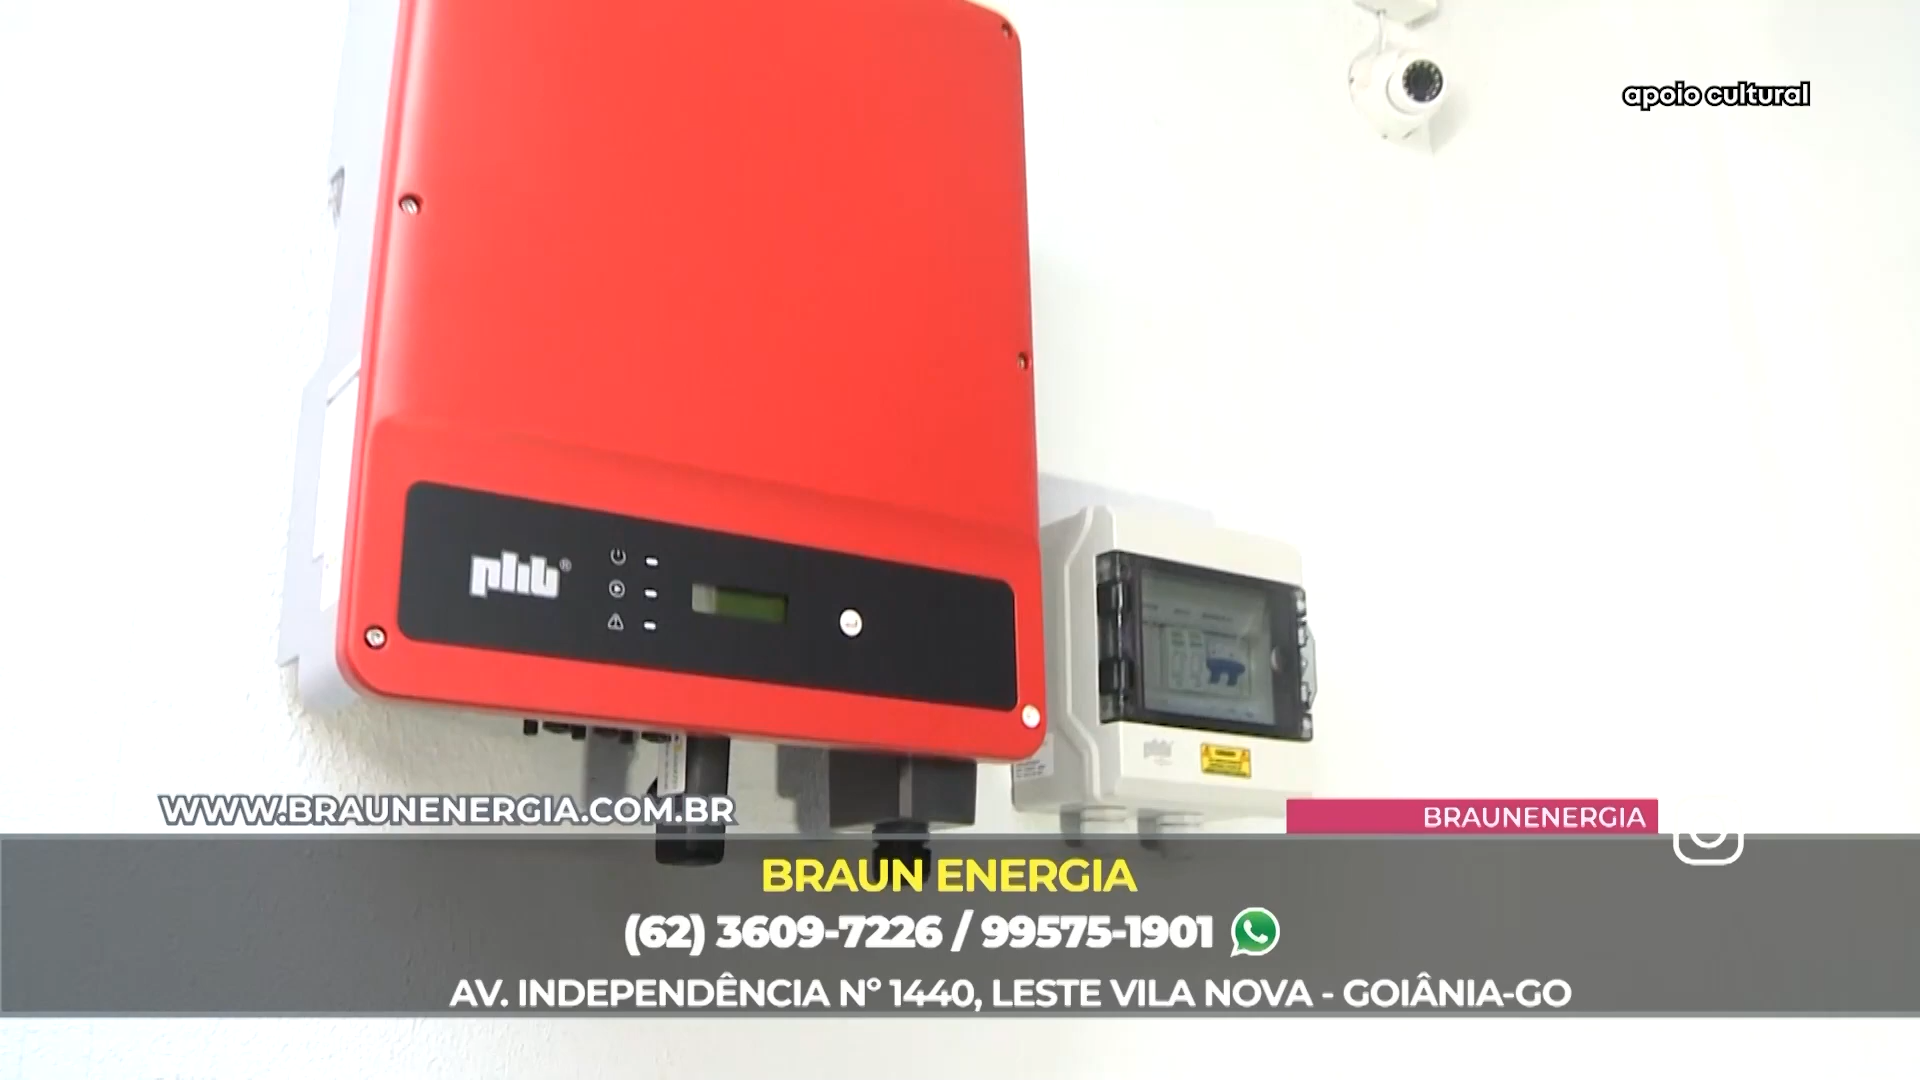 apoio cultural
phb®
WWW.BRAUNENERGIA.COM.BR
BRAUNENERGIA
BRAUN ENERGIA
(62) 3609-7226 / 99575-1901
AV. INDEPENDÊNCIA Nº 1440, LESTE VILA NOVA - GOIÂNIA-GO